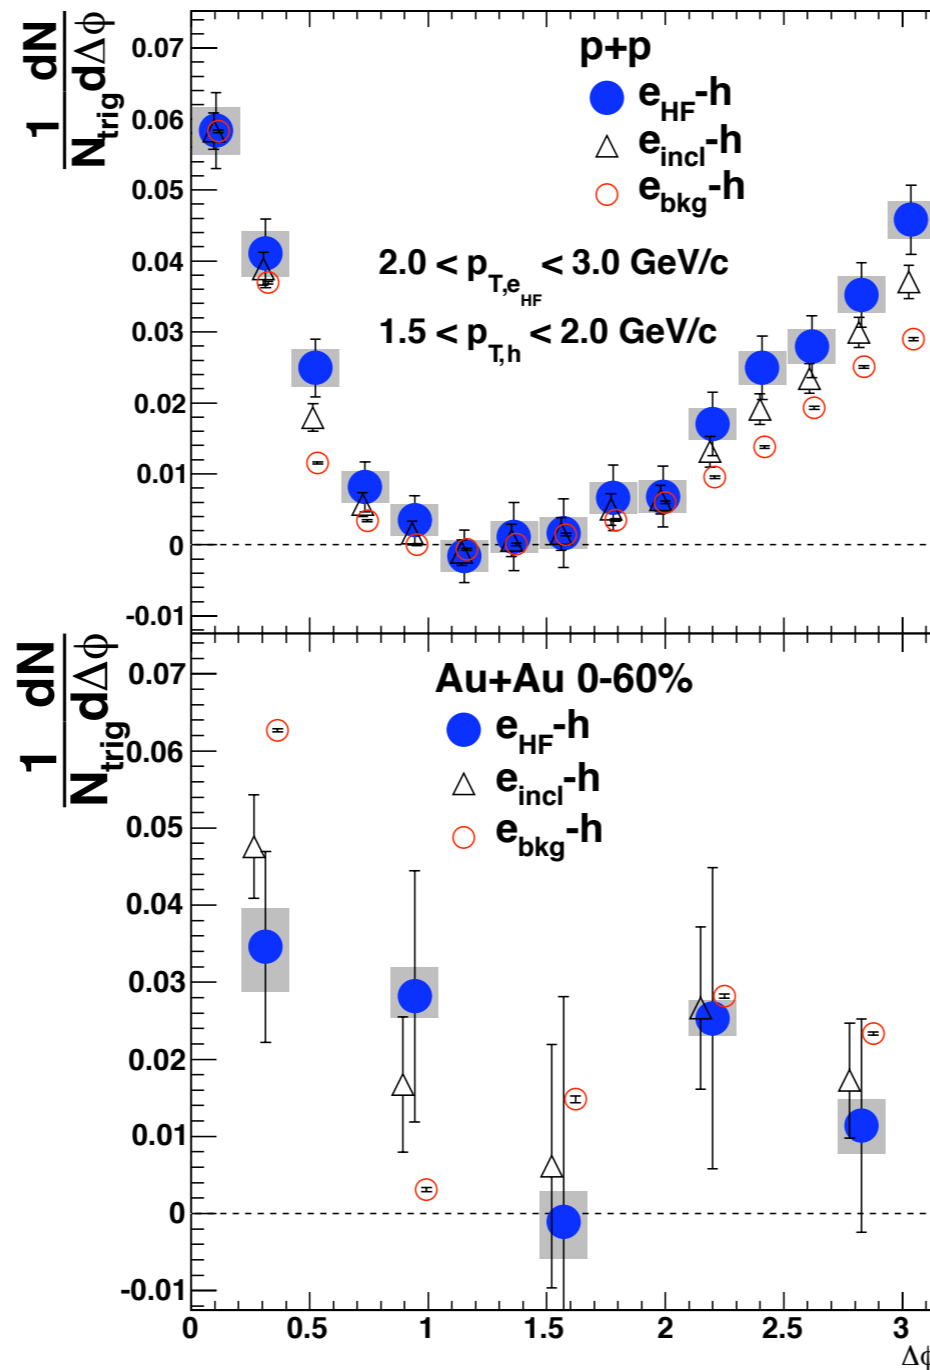 1 dN
N_trig dΔϕ
0.07
0.06
0.05
0.04
0.03
0.02
0.01
0
-0.01
p+p
e_HF-h
e_incl-h
e_bkg-h
2.0 < p_T,e_HF < 3.0 GeV/c
1.5 < p_T,h < 2.0 GeV/c
1 dN
N_trig dΔϕ
0.07
0.06
0.05
0.04
0.03
0.02
0.01
0
-0.01
Au+Au 0-60%
e_HF-h
e_incl-h
e_bkg-h
0 0.5 1 1.5 2 2.5 3
Δϕ